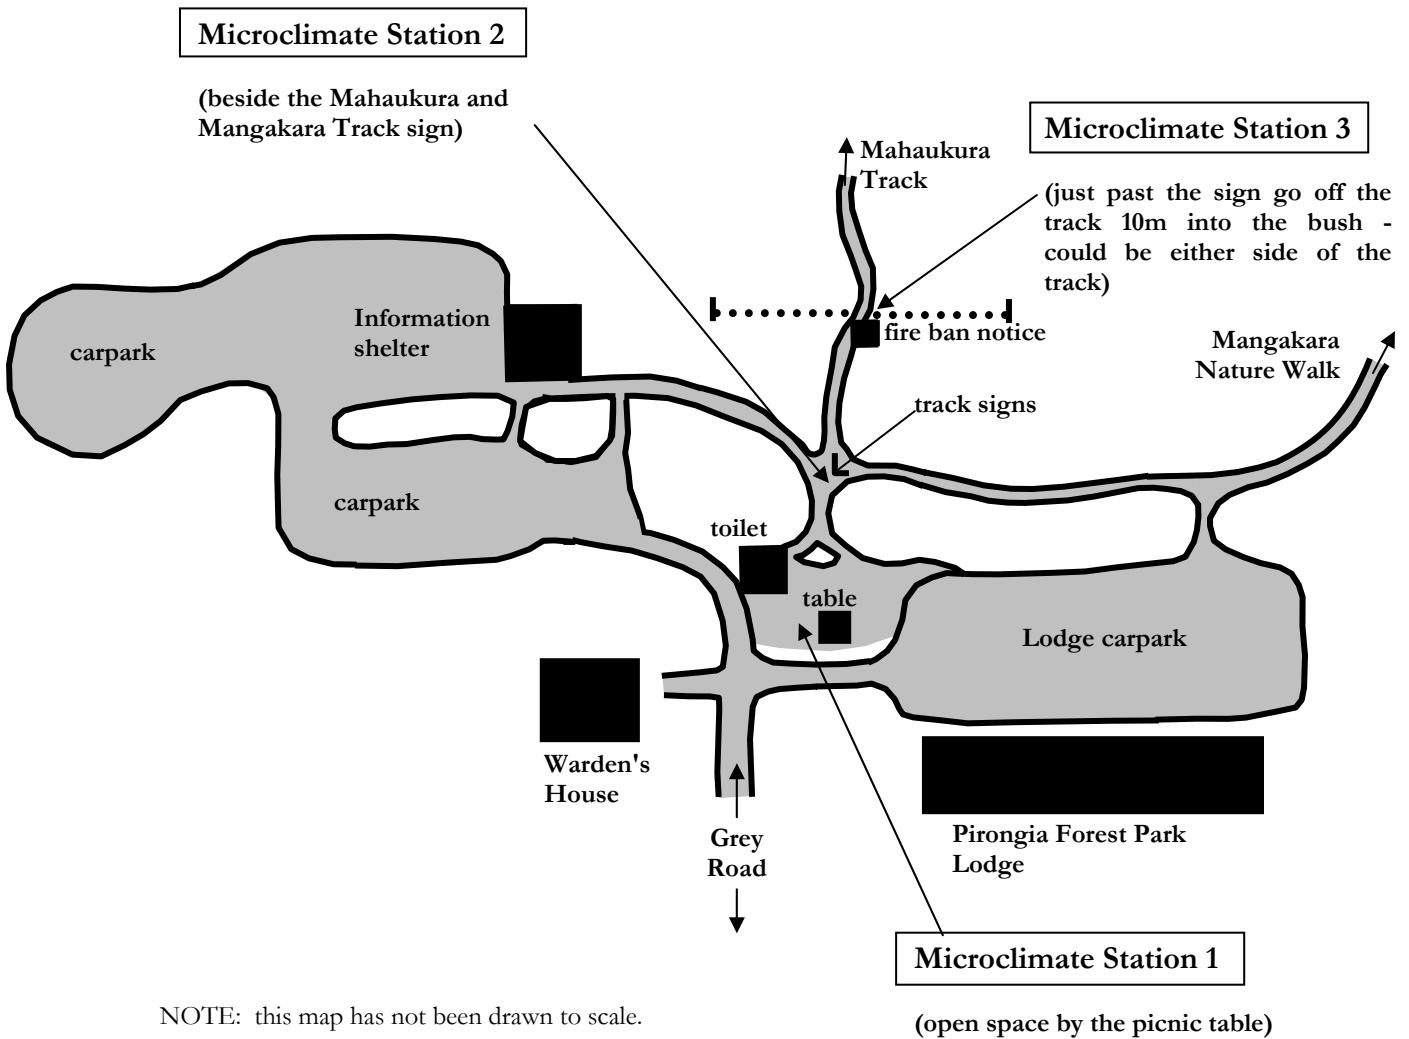 Microclimate Station 2
(beside the Mahaukura and
Mangakara Track sign)
Microclimate Station 3
(just past the sign go off the
track 10m into the bush -
could be either side of the
track)
Mahaukura
Track
Information
shelter
carpark
fire ban notice
Mangakara
Nature Walk
track signs
carpark
toilet
table
Lodge carpark
Warden's
House
Grey
Road
Pirongia Forest Park
Lodge
Microclimate Station 1
(open space by the picnic table)
NOTE: this map has not been drawn to scale.